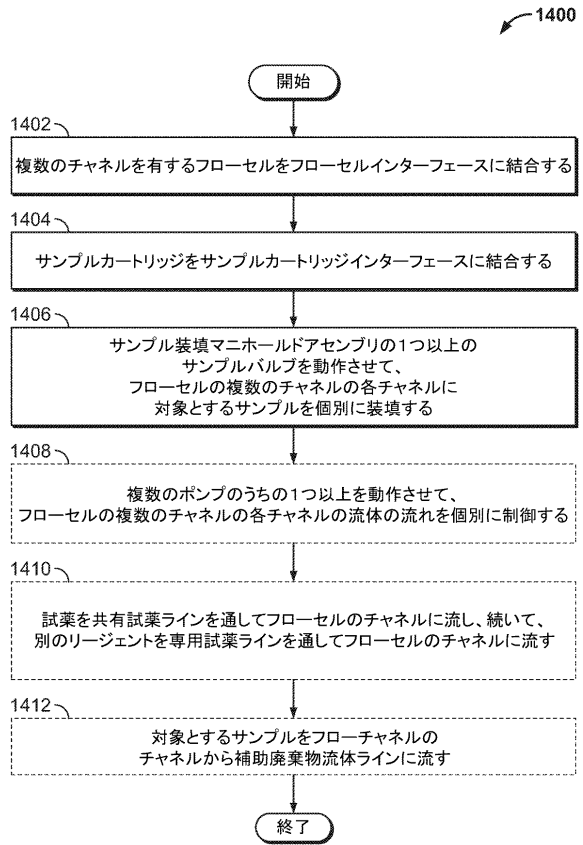 1400
開始
1402
複数のチャネルを有するフローセルをフローセルインターフェースに結合する
1404
サンプルカートリッジをサンプルカートリッジインターフェースに結合する
1406
サンプル装填マニホールドアセンブリの1つ以上の
サンプルバルブを動作させて、
フローセルの複数のチャネルの各チャネルに
対象とするサンプルを個別に装填する
1408
複数のポンプのうちの1つ以上を動作させて、
フローセルの複数のチャネルの各チャネルの流体の流れを個別に制御する
1410
試薬を共有試薬ラインを通してフローセルのチャネルに流し、続いて、
別のリージェントを専用試薬ラインを通してフローセルのチャネルに流す
1412
対象とするサンプルをフローチャネルの
チャネルから補助廃棄物流体ラインに流す
終了